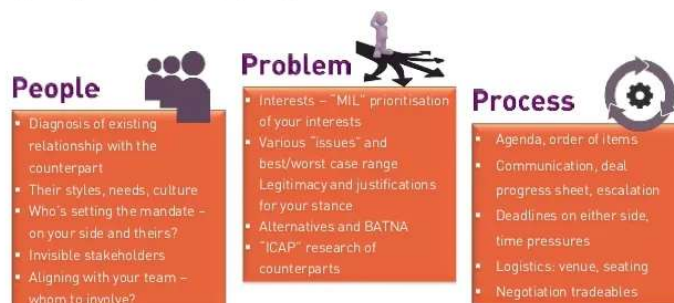 People
Diagnosis of existing
relationship with the
counterpart
Their styles, needs, culture
Who's setting the mandate –
on your side and theirs?
Invisible stakeholders
Aligning with your team –
whom to involve?
Problem
Interests – "MIL" prioritisation
of your interests
Various "issues" and
best/worst case range
Legitimacy and justifications
for your stance
Alternatives and BATNA
"ICAP" research of
counterparts
Process
Agenda, order of items
Communication, deal
progress sheet, escalation
Deadlines on either side,
time pressures
Logistics: venue, seating
Negotiation tradeables